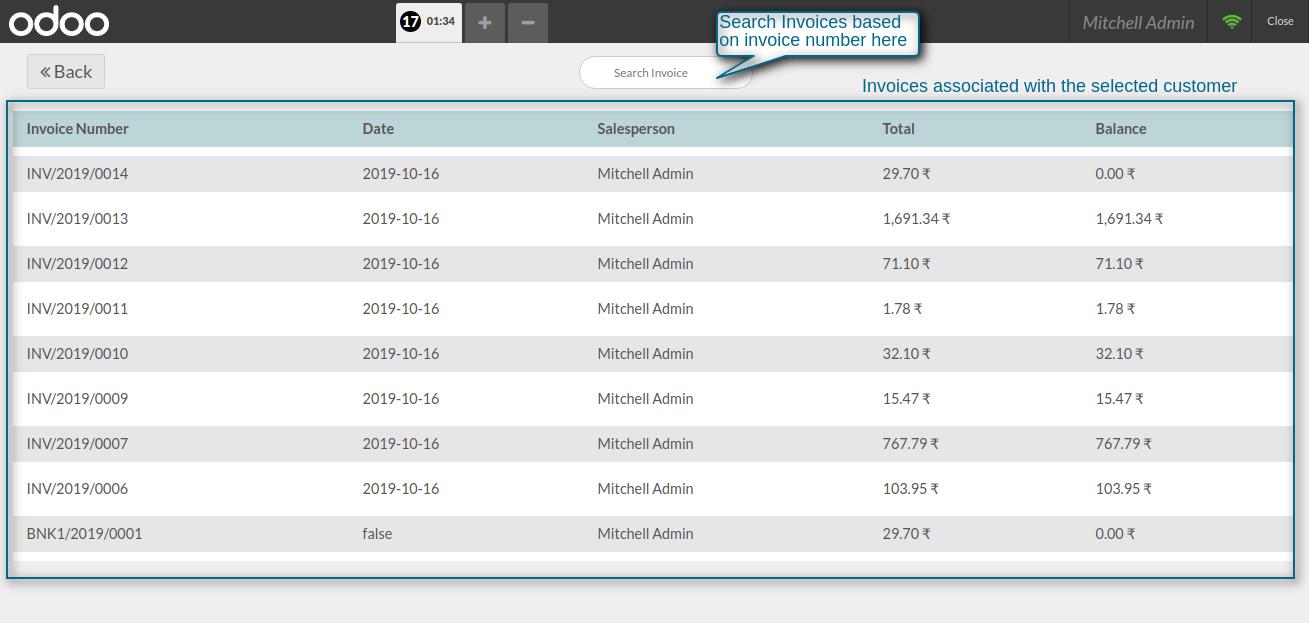 odoo 17 01:34 + − Mitchell Admin Close
Search Invoices based
on invoice number here
« Back Search Invoice
Invoices associated with the selected customer
Invoice Number Date Salesperson Total Balance
INV/2019/0014 2019-10-16 Mitchell Admin 29.70 ₹ 0.00 ₹
INV/2019/0013 2019-10-16 Mitchell Admin 1,691.34 ₹ 1,691.34 ₹
INV/2019/0012 2019-10-16 Mitchell Admin 71.10 ₹ 71.10 ₹
INV/2019/0011 2019-10-16 Mitchell Admin 1.78 ₹ 1.78 ₹
INV/2019/0010 2019-10-16 Mitchell Admin 32.10 ₹ 32.10 ₹
INV/2019/0009 2019-10-16 Mitchell Admin 15.47 ₹ 15.47 ₹
INV/2019/0007 2019-10-16 Mitchell Admin 767.79 ₹ 767.79 ₹
INV/2019/0006 2019-10-16 Mitchell Admin 103.95 ₹ 103.95 ₹
BNK1/2019/0001 false Mitchell Admin 29.70 ₹ 0.00 ₹